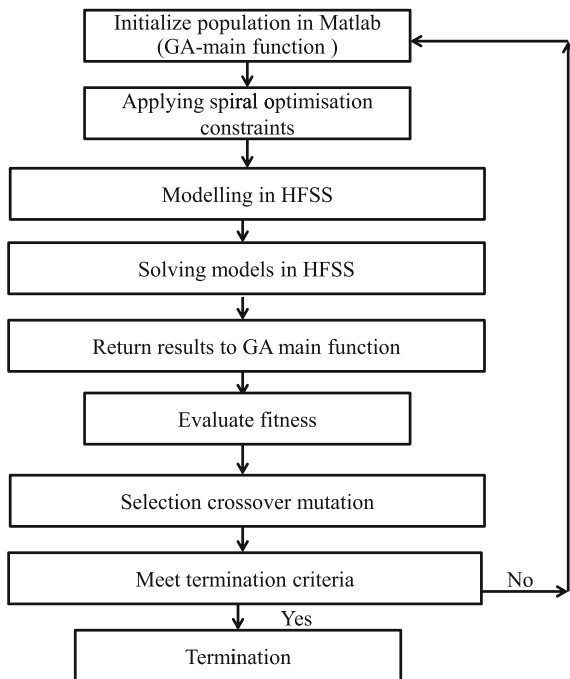 Initialize population in Matlab
(GA-main function )
Applying spiral optimisation
constraints
Modelling in HFSS
Solving models in HFSS
Return results to GA main function
Evaluate fitness
Selection crossover mutation
Meet termination criteria
No
Yes
Termination